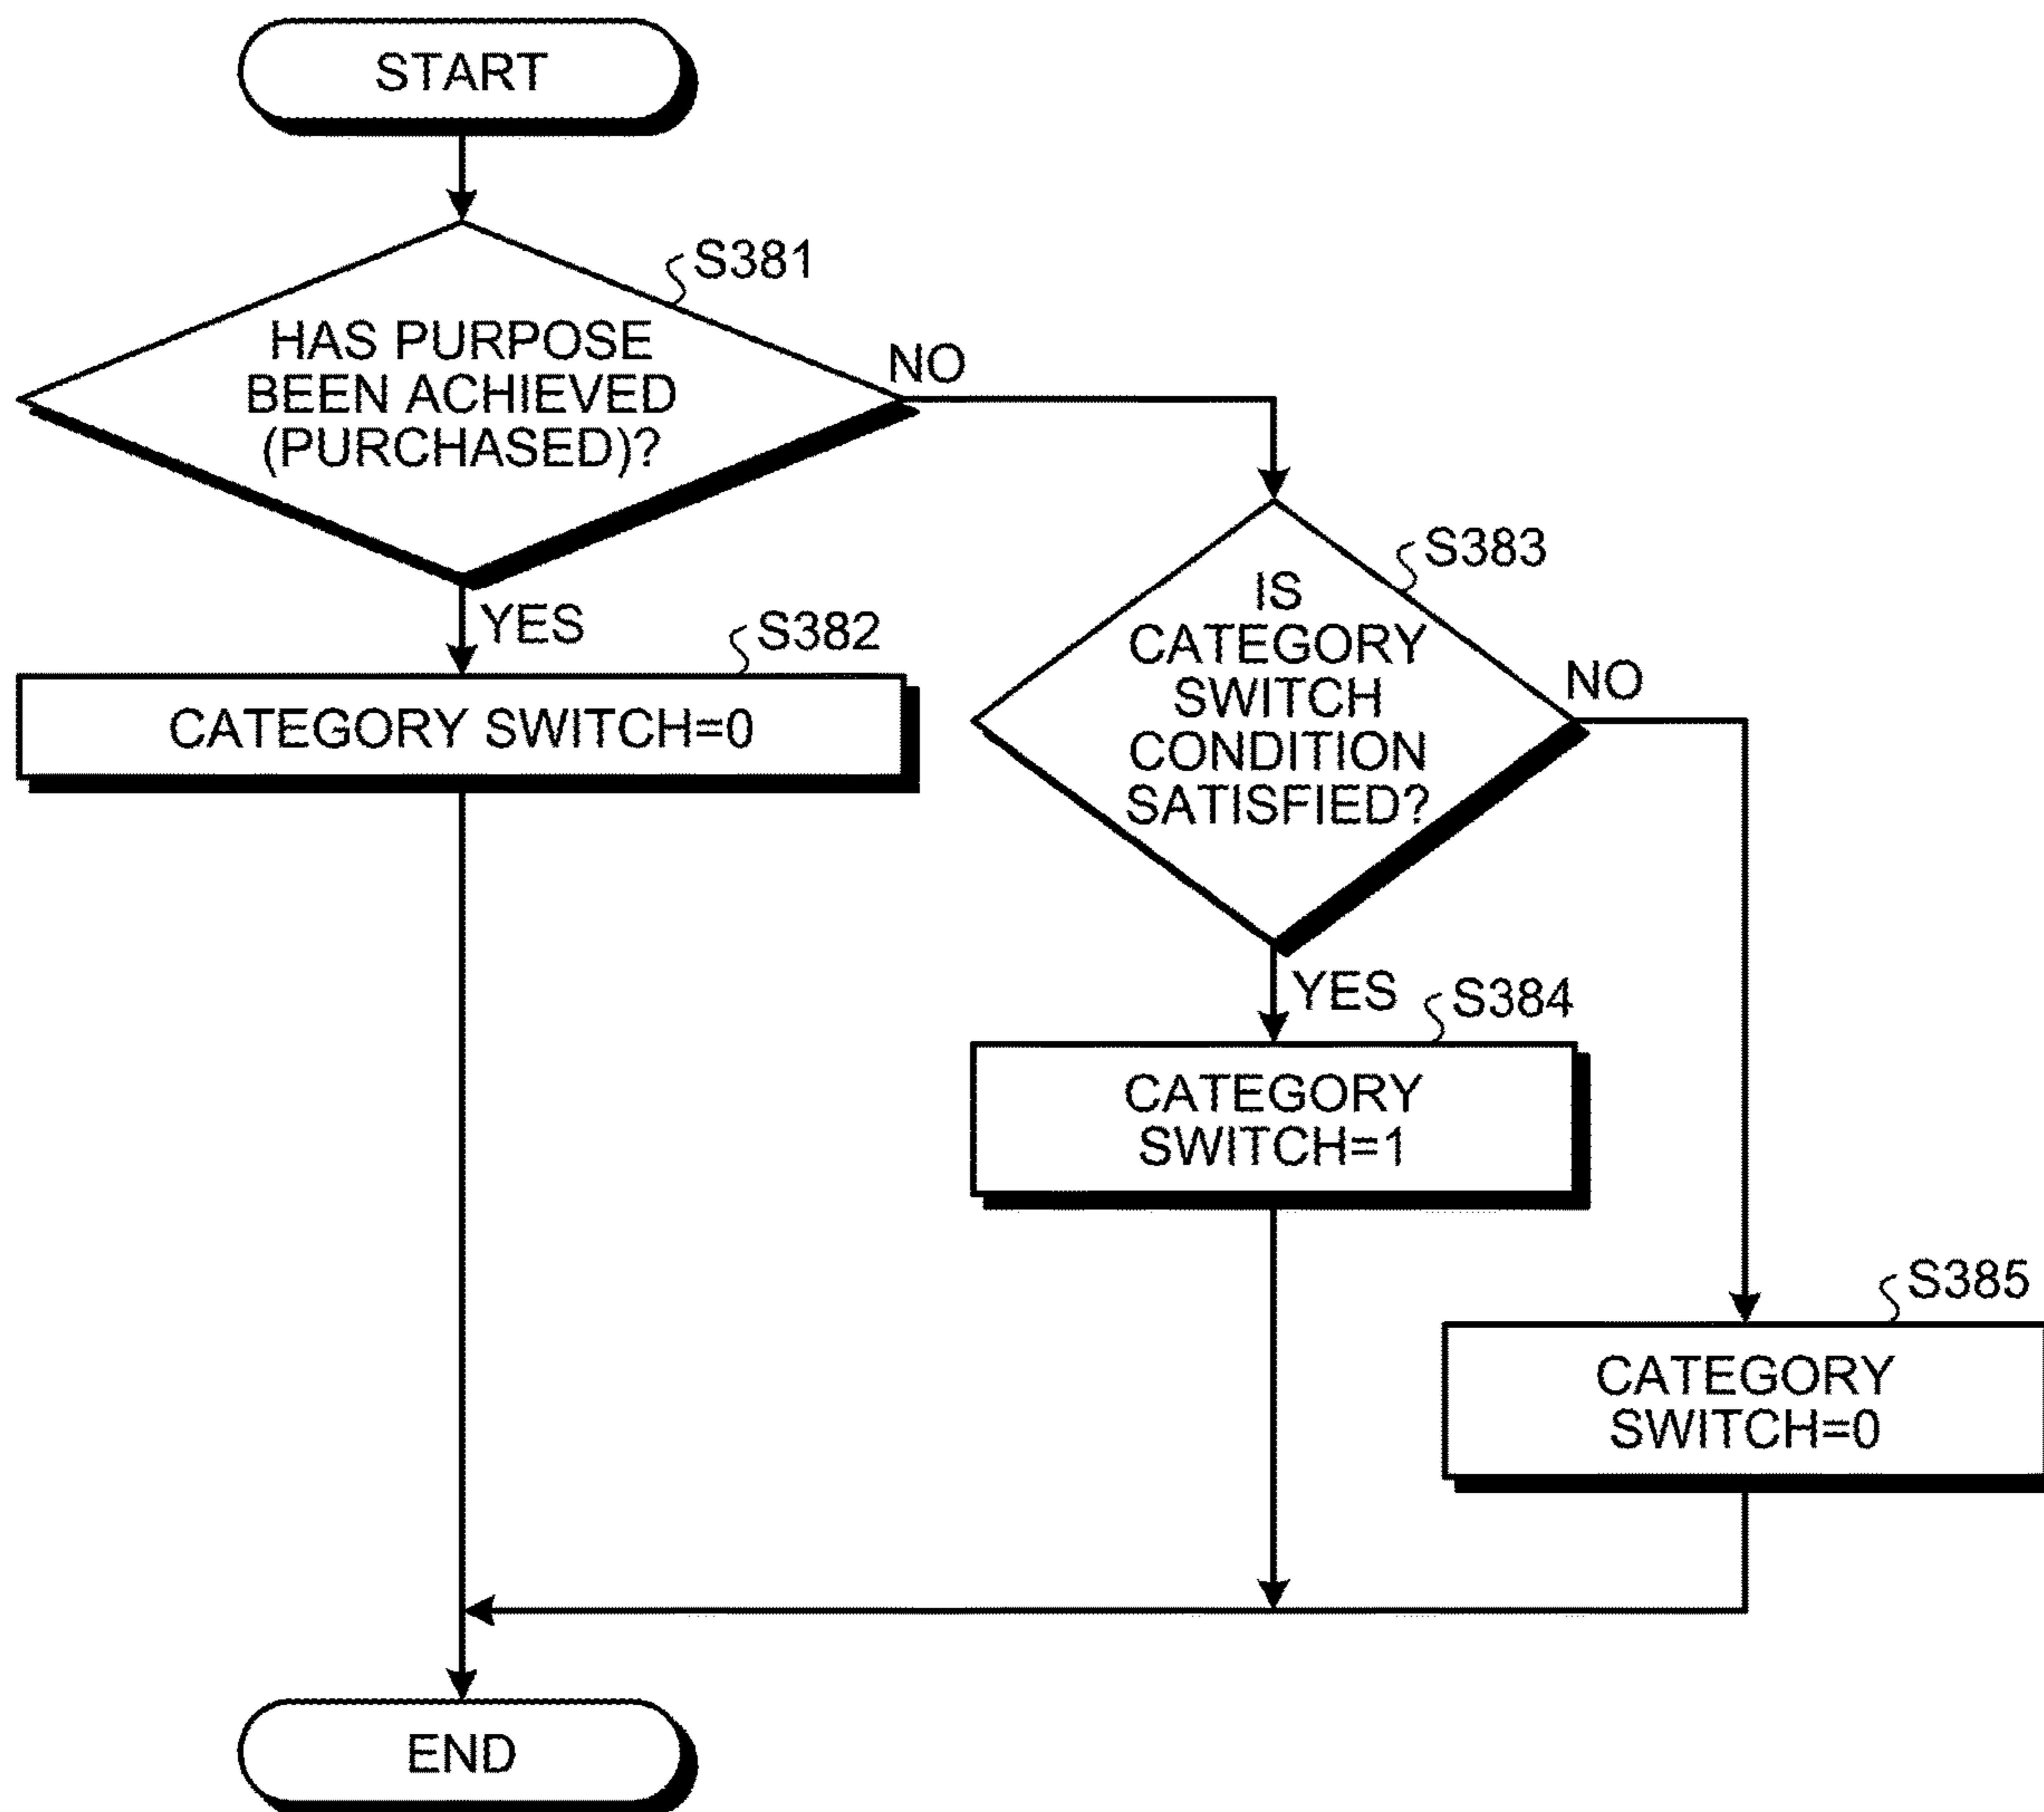 START
S381
HAS PURPOSE
BEEN ACHIEVED
(PURCHASED)?
NO
YES
S382
CATEGORY SWITCH=0
S383
IS
CATEGORY
SWITCH
CONDITION
SATISFIED?
NO
YES
S384
CATEGORY
SWITCH=1
S385
CATEGORY
SWITCH=0
END